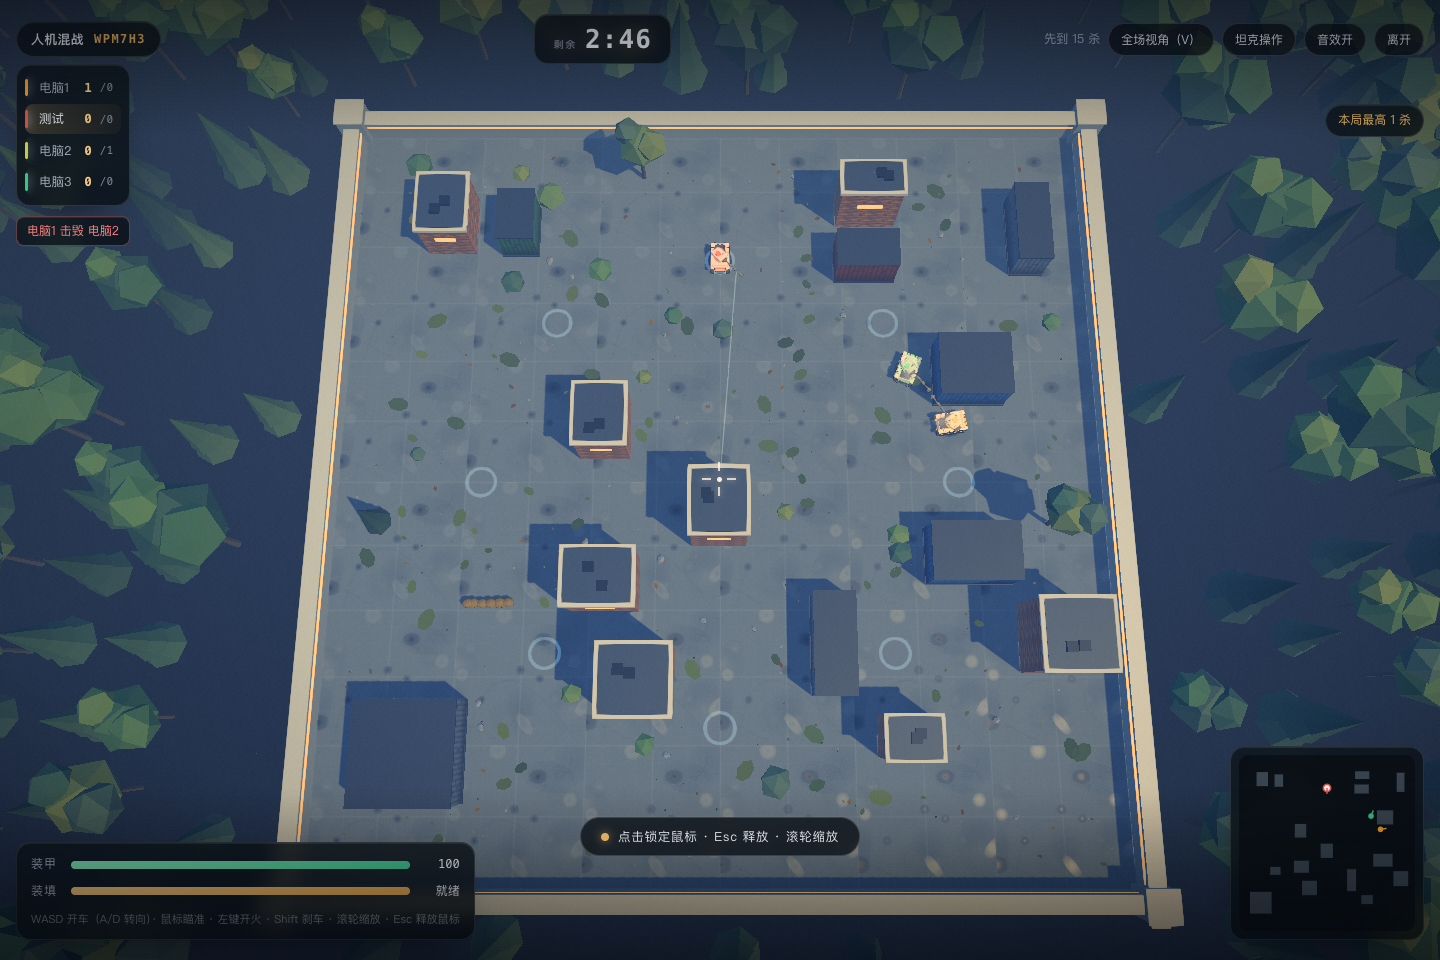 人机混战 WPM7H3
剩余 2:46
先到 15 杀
全场视角 (V)
坦克操作
音效开
离开
电脑1 1 /0
测试 0 /0
电脑2 0 /1
电脑3 0 /0
本局最高 1 杀
电脑1 击毁 电脑2
点击锁定鼠标 · Esc 释放 · 滚轮缩放
装甲 100
装填 就绪
WASD 开车 (A/D 转向) · 鼠标瞄准 · 左键开火 · Shift 刹车 · 滚轮缩放 · Esc 释放鼠标